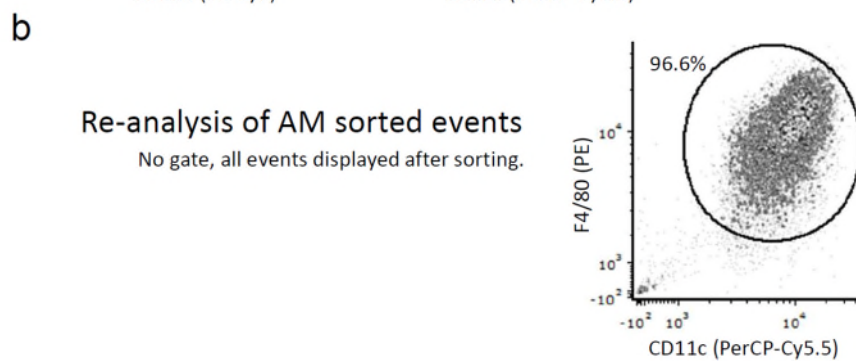 b
96.6%
Re-analysis of AM sorted events
No gate, all events displayed after sorting.
F4/80 (PE)
10⁴
10³
-10²
-10² 10³ 10⁴
CD11c (PerCP-Cy5.5)